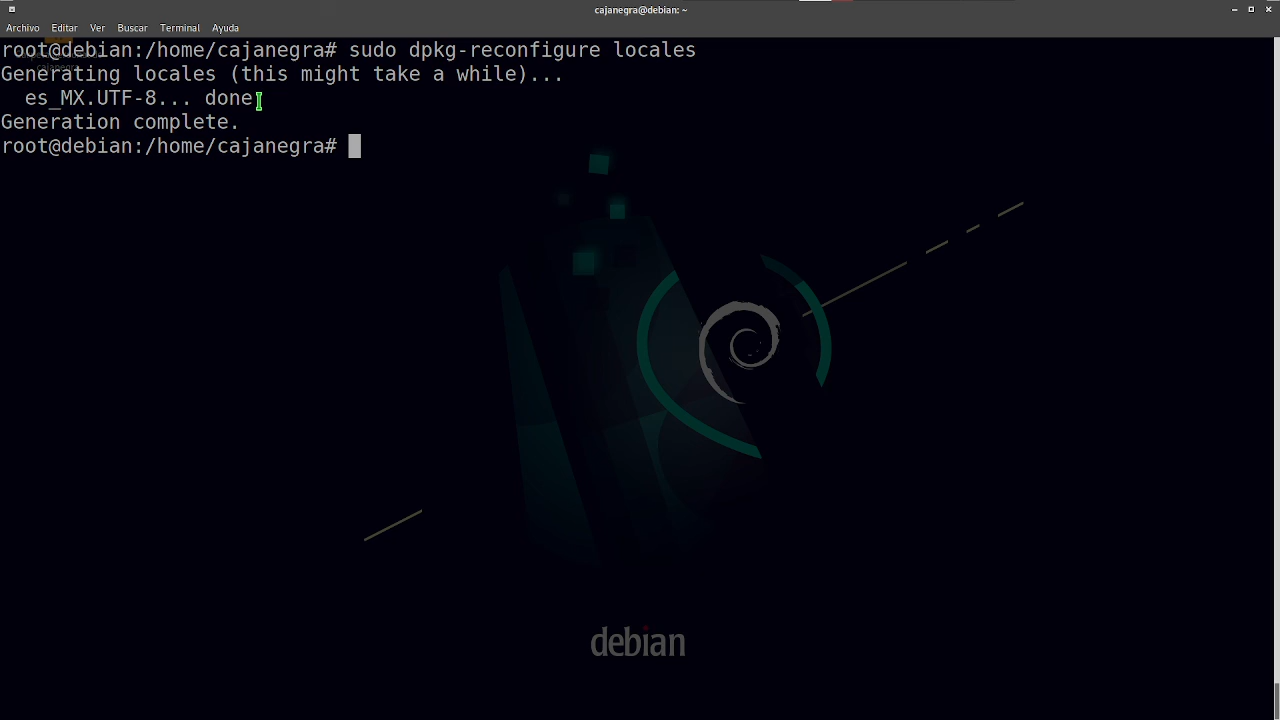 cajanegra@debian: ~
Archivo Editar Ver Buscar Terminal Ayuda
root@debian:/home/cajanegra# sudo dpkg-reconfigure locales
Generating locales (this might take a while)...
  es_MX.UTF-8... done
Generation complete.
root@debian:/home/cajanegra#
debian